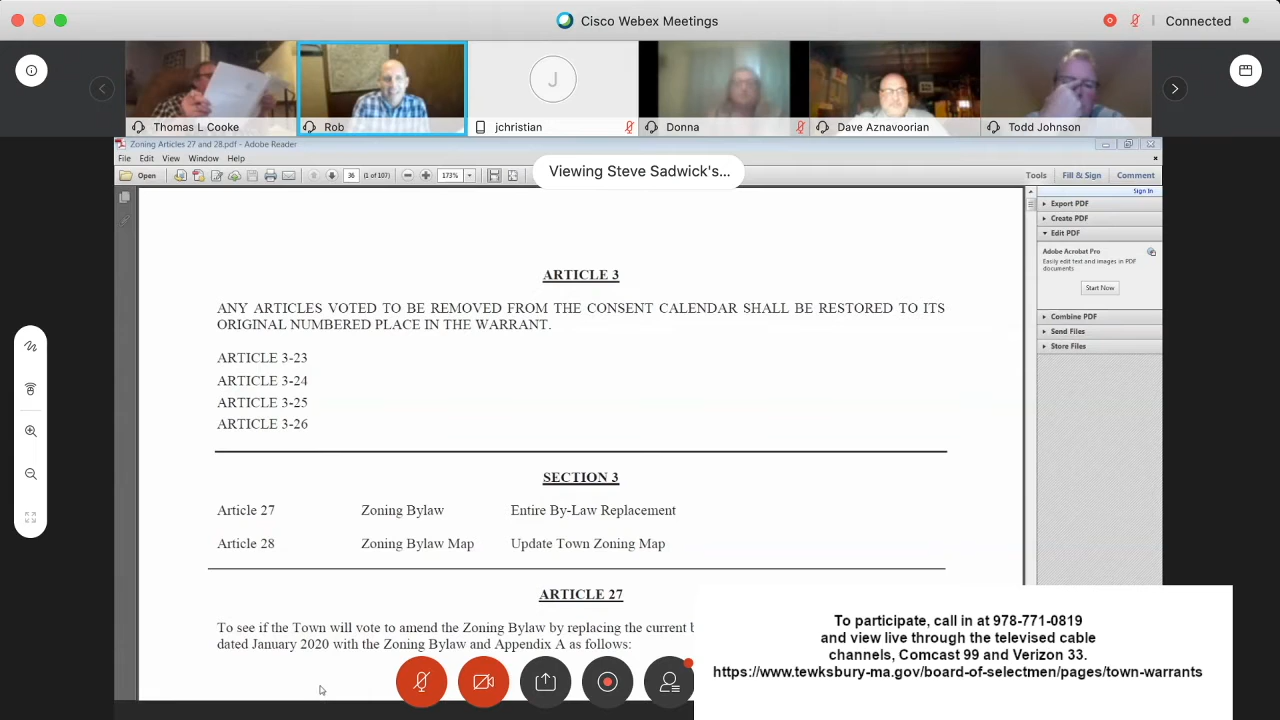 Cisco Webex Meetings
Connected
J
Thomas L Cooke
Rob
jchristian
Donna
Dave Aznavoorian
Todd Johnson
Zoning Articles 27 and 28.pdf - Adobe Reader
File Edit View Window Help
Viewing Steve Sadwick's...
Open
36
(1 of 107)
173%
Tools
Fill & Sign
Comment
Sign In
Export PDF
Create PDF
Edit PDF
Adobe Acrobat Pro
Easily edit text and images in PDF
documents
Start Now
Combine PDF
Send Files
Store Files
ARTICLE 3
ANY ARTICLES VOTED TO BE REMOVED FROM THE CONSENT CALENDAR SHALL BE RESTORED TO ITS
ORIGINAL NUMBERED PLACE IN THE WARRANT.
ARTICLE 3-23
ARTICLE 3-24
ARTICLE 3-25
ARTICLE 3-26
SECTION 3
Article 27 Zoning Bylaw Entire By-Law Replacement
Article 28 Zoning Bylaw Map Update Town Zoning Map
ARTICLE 27
To see if the Town will vote to amend the Zoning Bylaw by replacing the current
dated January 2020 with the Zoning Bylaw and Appendix A as follows:
To participate, call in at 978-771-0819
and view live through the televised cable
channels, Comcast 99 and Verizon 33.
https://www.tewksbury-ma.gov/board-of-selectmen/pages/town-warrants